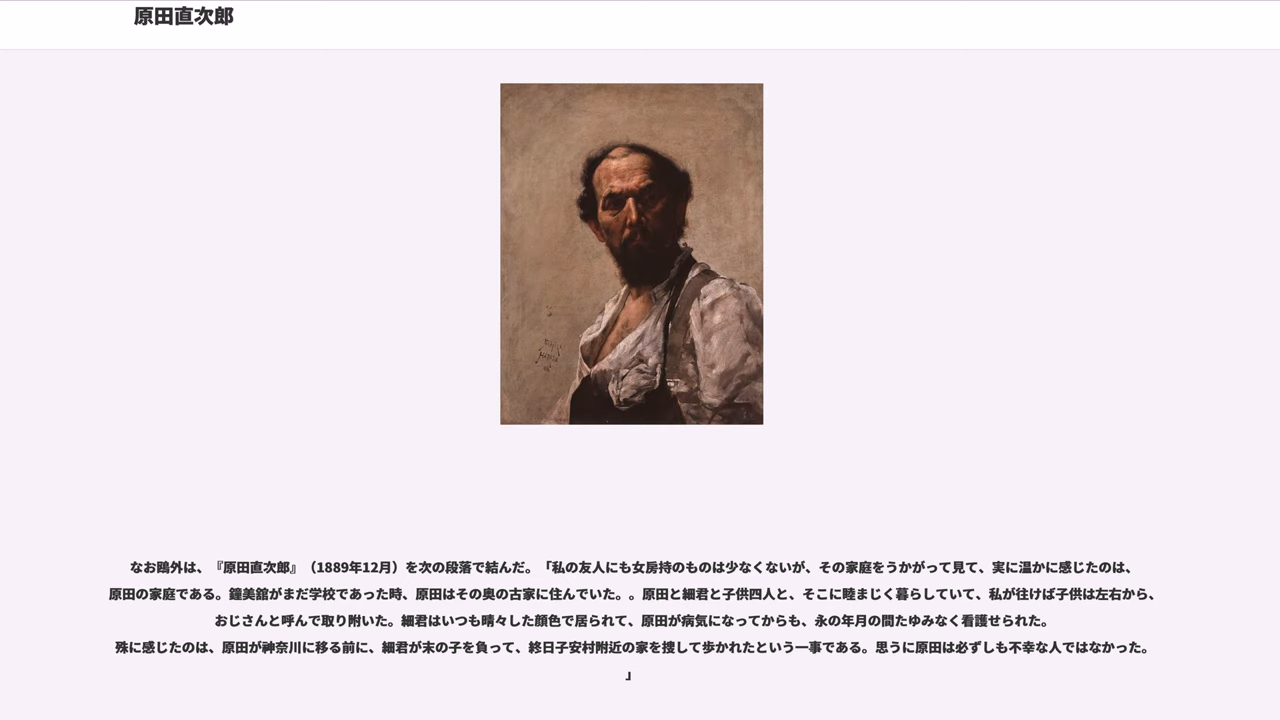 原田直次郎
なお鴎外は、『原田直次郎』（1889年12月）を次の段落で結んだ。「私の友人にも女房持のものは少なくないが、その家庭をうかがって見て、実に温かに感じたのは、
原田の家庭である。鐘美舘がまだ学校であった時、原田はその奥の古家に住んでいた。。原田と細君と子供四人と、そこに睦まじく暮らしていて、私が往けば子供は左右から、
おじさんと呼んで取り附いた。細君はいつも晴々した顔色で居られて、原田が病気になってからも、永の年月の間たゆみなく看護せられた。
殊に感じたのは、原田が神奈川に移る前に、細君が末の子を負って、終日子安村附近の家を捜して歩かれたという一事である。思うに原田は必ずしも不幸な人ではなかった。
」